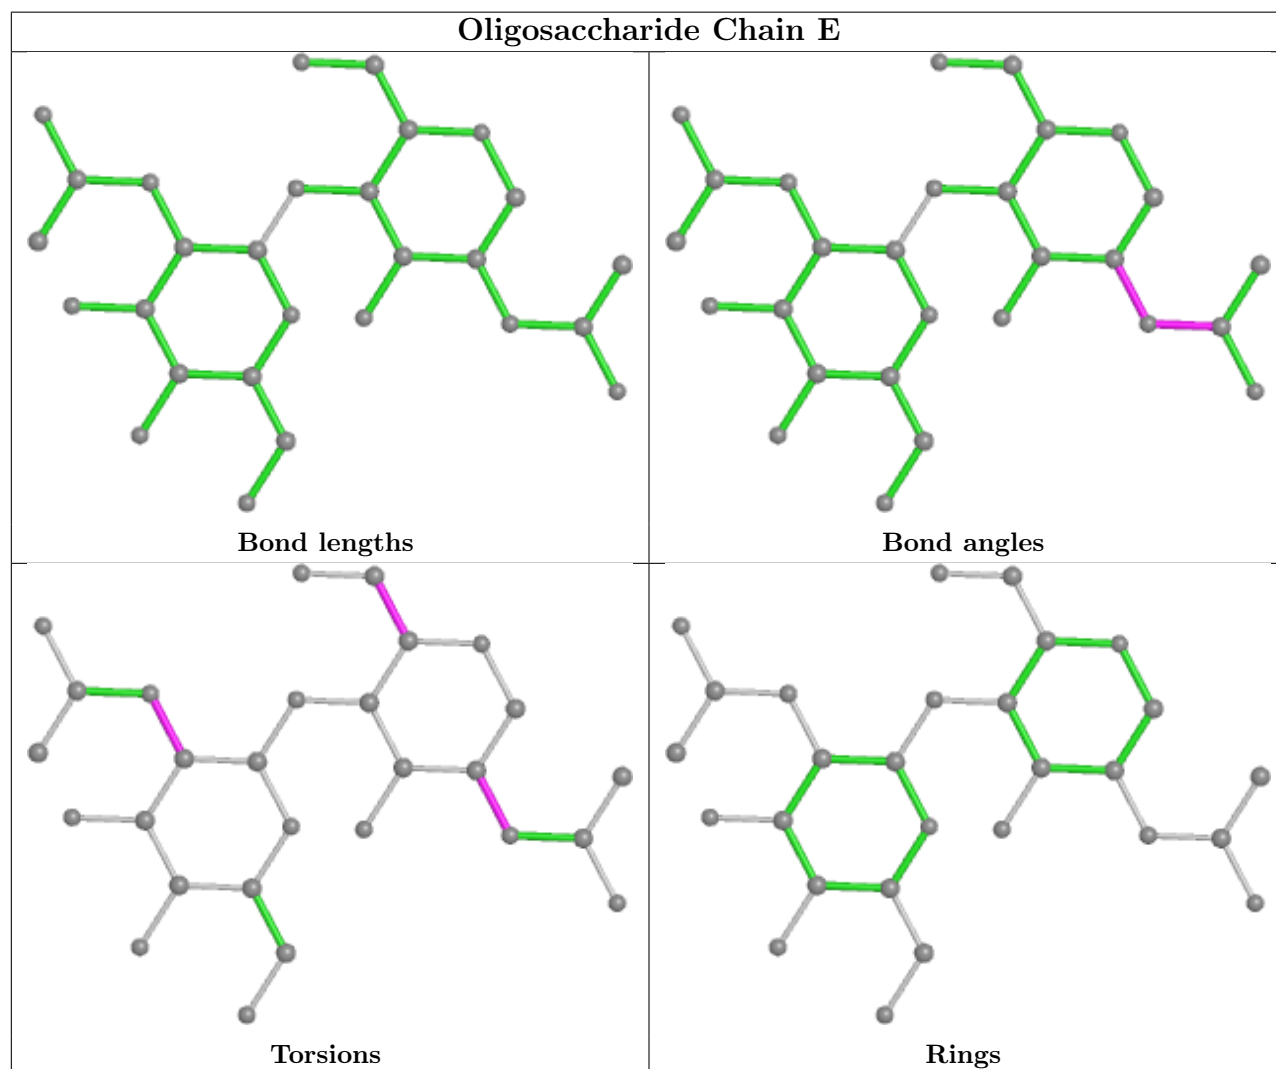 Oligosaccharide Chain E
Bond lengths
Bond angles
Torsions
Rings